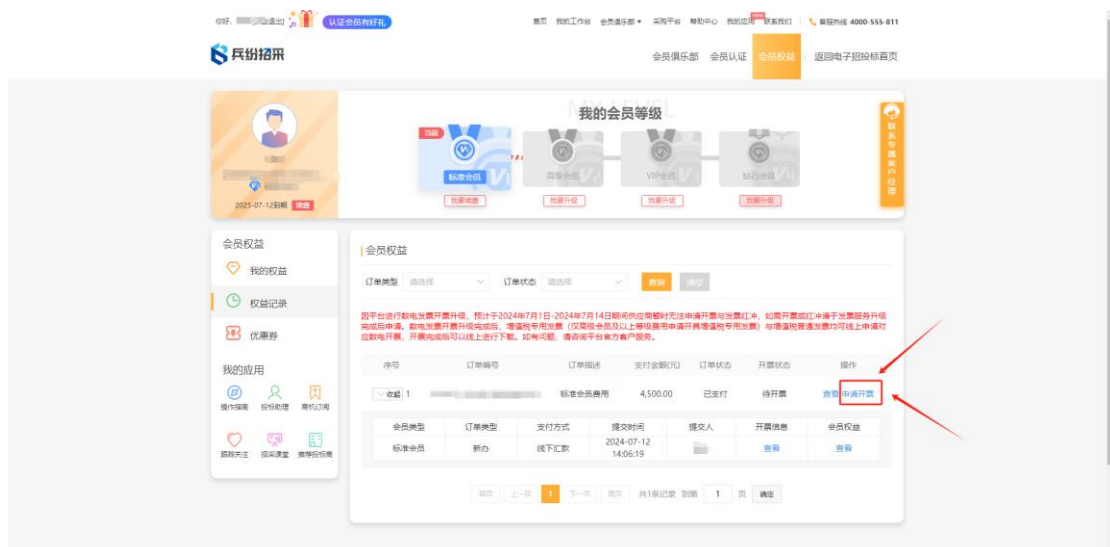 你好，
退出]
认证会员有好礼
首页 我的工作台 会员俱乐部 采购平台 帮助中心 我的应用 联系我们 客服热线 4000-555-811
兵纷招采
会员俱乐部 会员认证 会员权益 返回电子招投标首页
我的会员等级
当前
标准会员 高级会员 VIP会员 钻石会员
我要续费 我要升级 我要升级 我要升级
联系专属客户经理
2025-07-12到期 续费
会员权益
我的权益
权益记录
优惠券
我的应用
操作指南 投标助理 商机订阅
跟踪关注 招采课堂 推荐投标商
会员权益
订单类型 请选择 订单状态 请选择 查询 清空
因平台进行数电发票开票升级，预计于2024年7月1日-2024年7月14日期间供应商暂时无法申请开票与发票红冲，如需开票或红冲请于发票服务升级
完成后申请。数电发票开票升级完成后，增值税专用发票（仅高级会员及以上等级善用申请开具增值税专用发票）与增值税普通发票均可线上申请对
应数电开票，开票完成后可以线上进行下载。如有问题，请咨询平台官方客户服务。
序号 订单编号 订单描述 支付金额(元) 订单状态 开票状态 操作
收起 1 标准会员费用 4,500.00 已支付 待开票 查看 申请开票
会员类型 订单类型 支付方式 提交时间 提交人 开票信息 会员权益
标准会员 新办 线下汇款 2024-07-12 14:06:19 查看 查看
首页 上一页 1 下一页 尾页 共1条记录 到第 1 页 确定